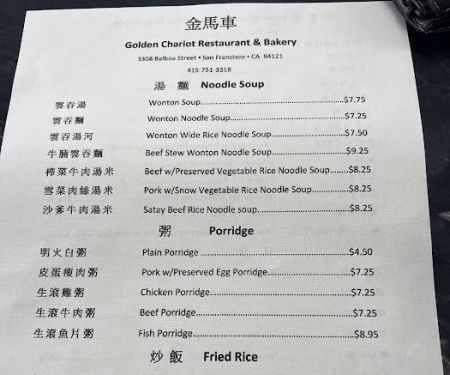 金馬車
Golden Chariot Restaurant & Bakery
3308 Balboa Street • San Francisco • CA 94121
415-751-3318
湯 麵 Noodle Soup
雲吞湯 Wonton Soup.....$7.75
雲吞麵 Wonton Noodle Soup.....$7.25
雲吞湯河 Wonton Wide Rice Noodle Soup.....$7.50
牛腩雲吞麵 Beef Stew Wonton Noodle Soup.....$9.25
榨菜牛肉湯米 Beef w/Preserved Vegetable Rice Noodle Soup.....$8.25
雪菜肉絲湯米 Pork w/Snow Vegetable Rice Noodle Soup.....$8.25
沙爹牛肉湯米 Satay Beef Rice Noodle soup.....$8.25
粥 Porridge
明火白粥 Plain Porridge.....$4.50
皮蛋瘦肉粥 Pork w/Preserved Egg Porridge.....$7.25
生滾雞粥 Chicken Porridge.....$7.25
生滾牛肉粥 Beef Porridge.....$7.25
生滾魚片粥 Fish Porridge.....$8.95
炒 飯 Fried Rice